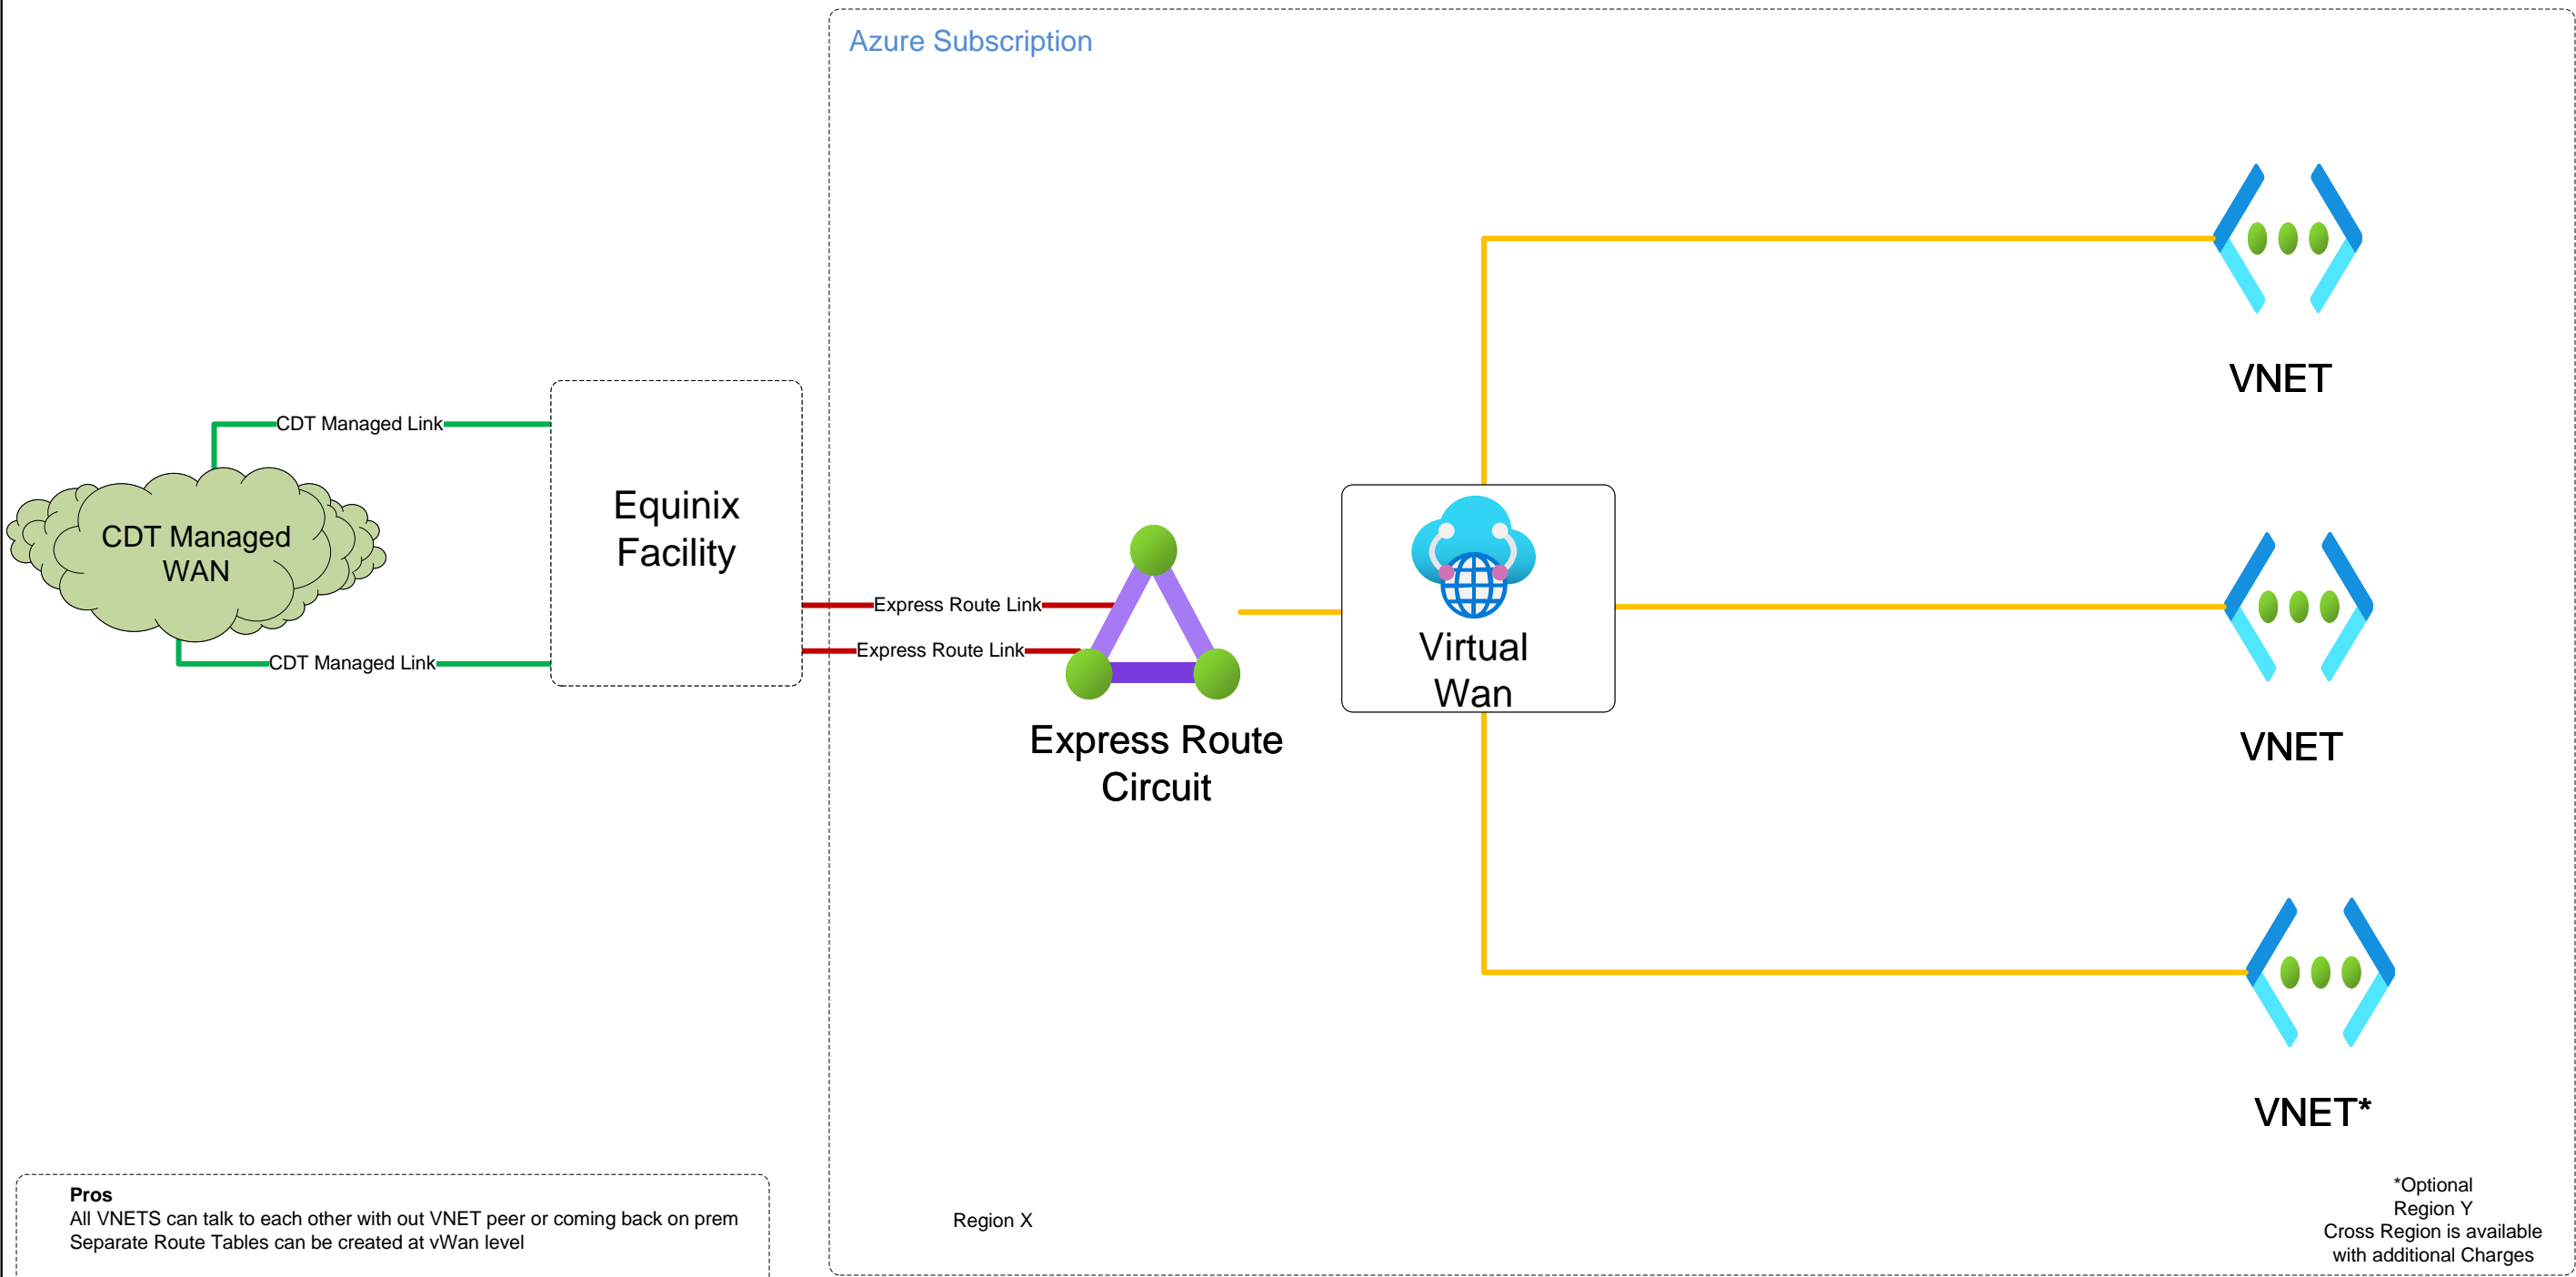 Azure Subscription
VNET
CDT Managed Link
Equinix
Facility
CDT Managed
WAN
Express Route Link
Express Route Link
CDT Managed Link
Virtual
Wan
Express Route
Circuit
VNET
VNET*
Pros
All VNETS can talk to each other with out VNET peer or coming back on prem
Separate Route Tables can be created at vWan level
Region X
*Optional
Region Y
Cross Region is available
with additional Charges